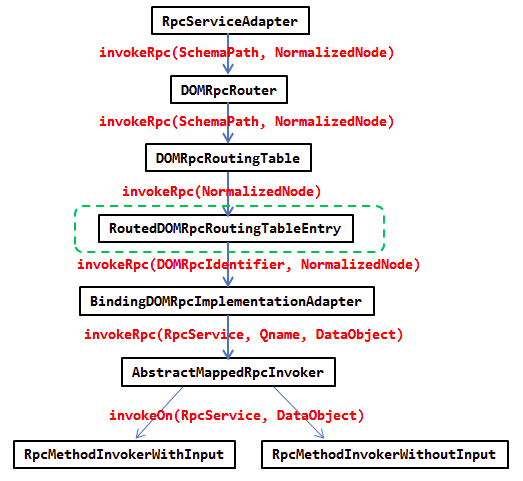 RpcServiceAdapter
invokeRpc(SchemaPath, NormalizedNode)
DOMRpcRouter
invokeRpc(SchemaPath, NormalizedNode)
DOMRpcRoutingTable
invokeRpc(NormalizedNode)
RoutedDOMRpcRoutingTableEntry
invokeRpc(DOMRpcIdentifier, NormalizedNode)
BindingDOMRpcImplementationAdapter
invokeRpc(RpcService, Qname, DataObject)
AbstractMappedRpcInvoker
invokeOn(RpcService, DataObject)
RpcMethodInvokerWithInput
RpcMethodInvokerWithoutInput